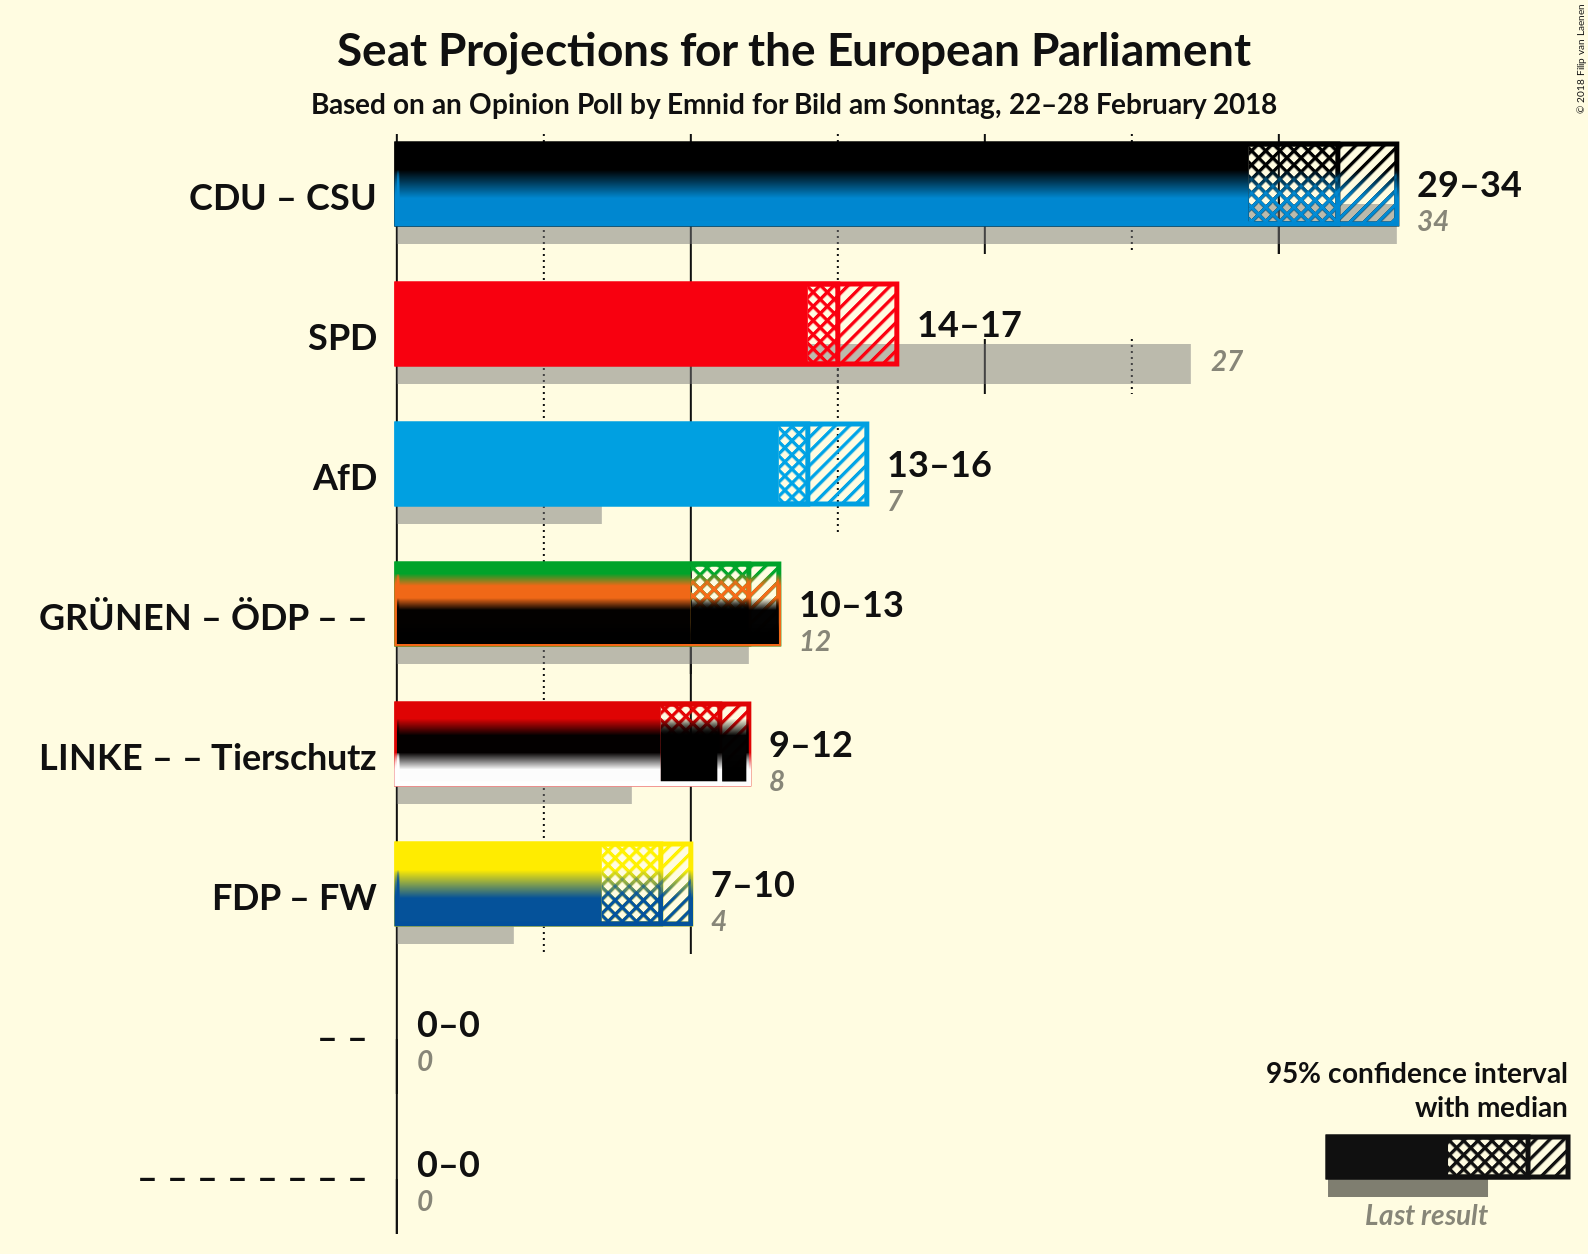 Seat Projections for the European Parliament
Based on an Opinion Poll by Emnid for Bild am Sonntag, 22–28 February 2018
© 2018 Filip van Laenen
CDU – CSU
29–34
34
SPD
14–17
27
AfD
13–16
7
GRÜNEN – ÖDP – –
10–13
12
LINKE – – Tierschutz
9–12
8
FDP – FW
7–10
4
– –
0–0
0
– – – – – – – –
0–0
0
95% confidence interval
with median
Last result